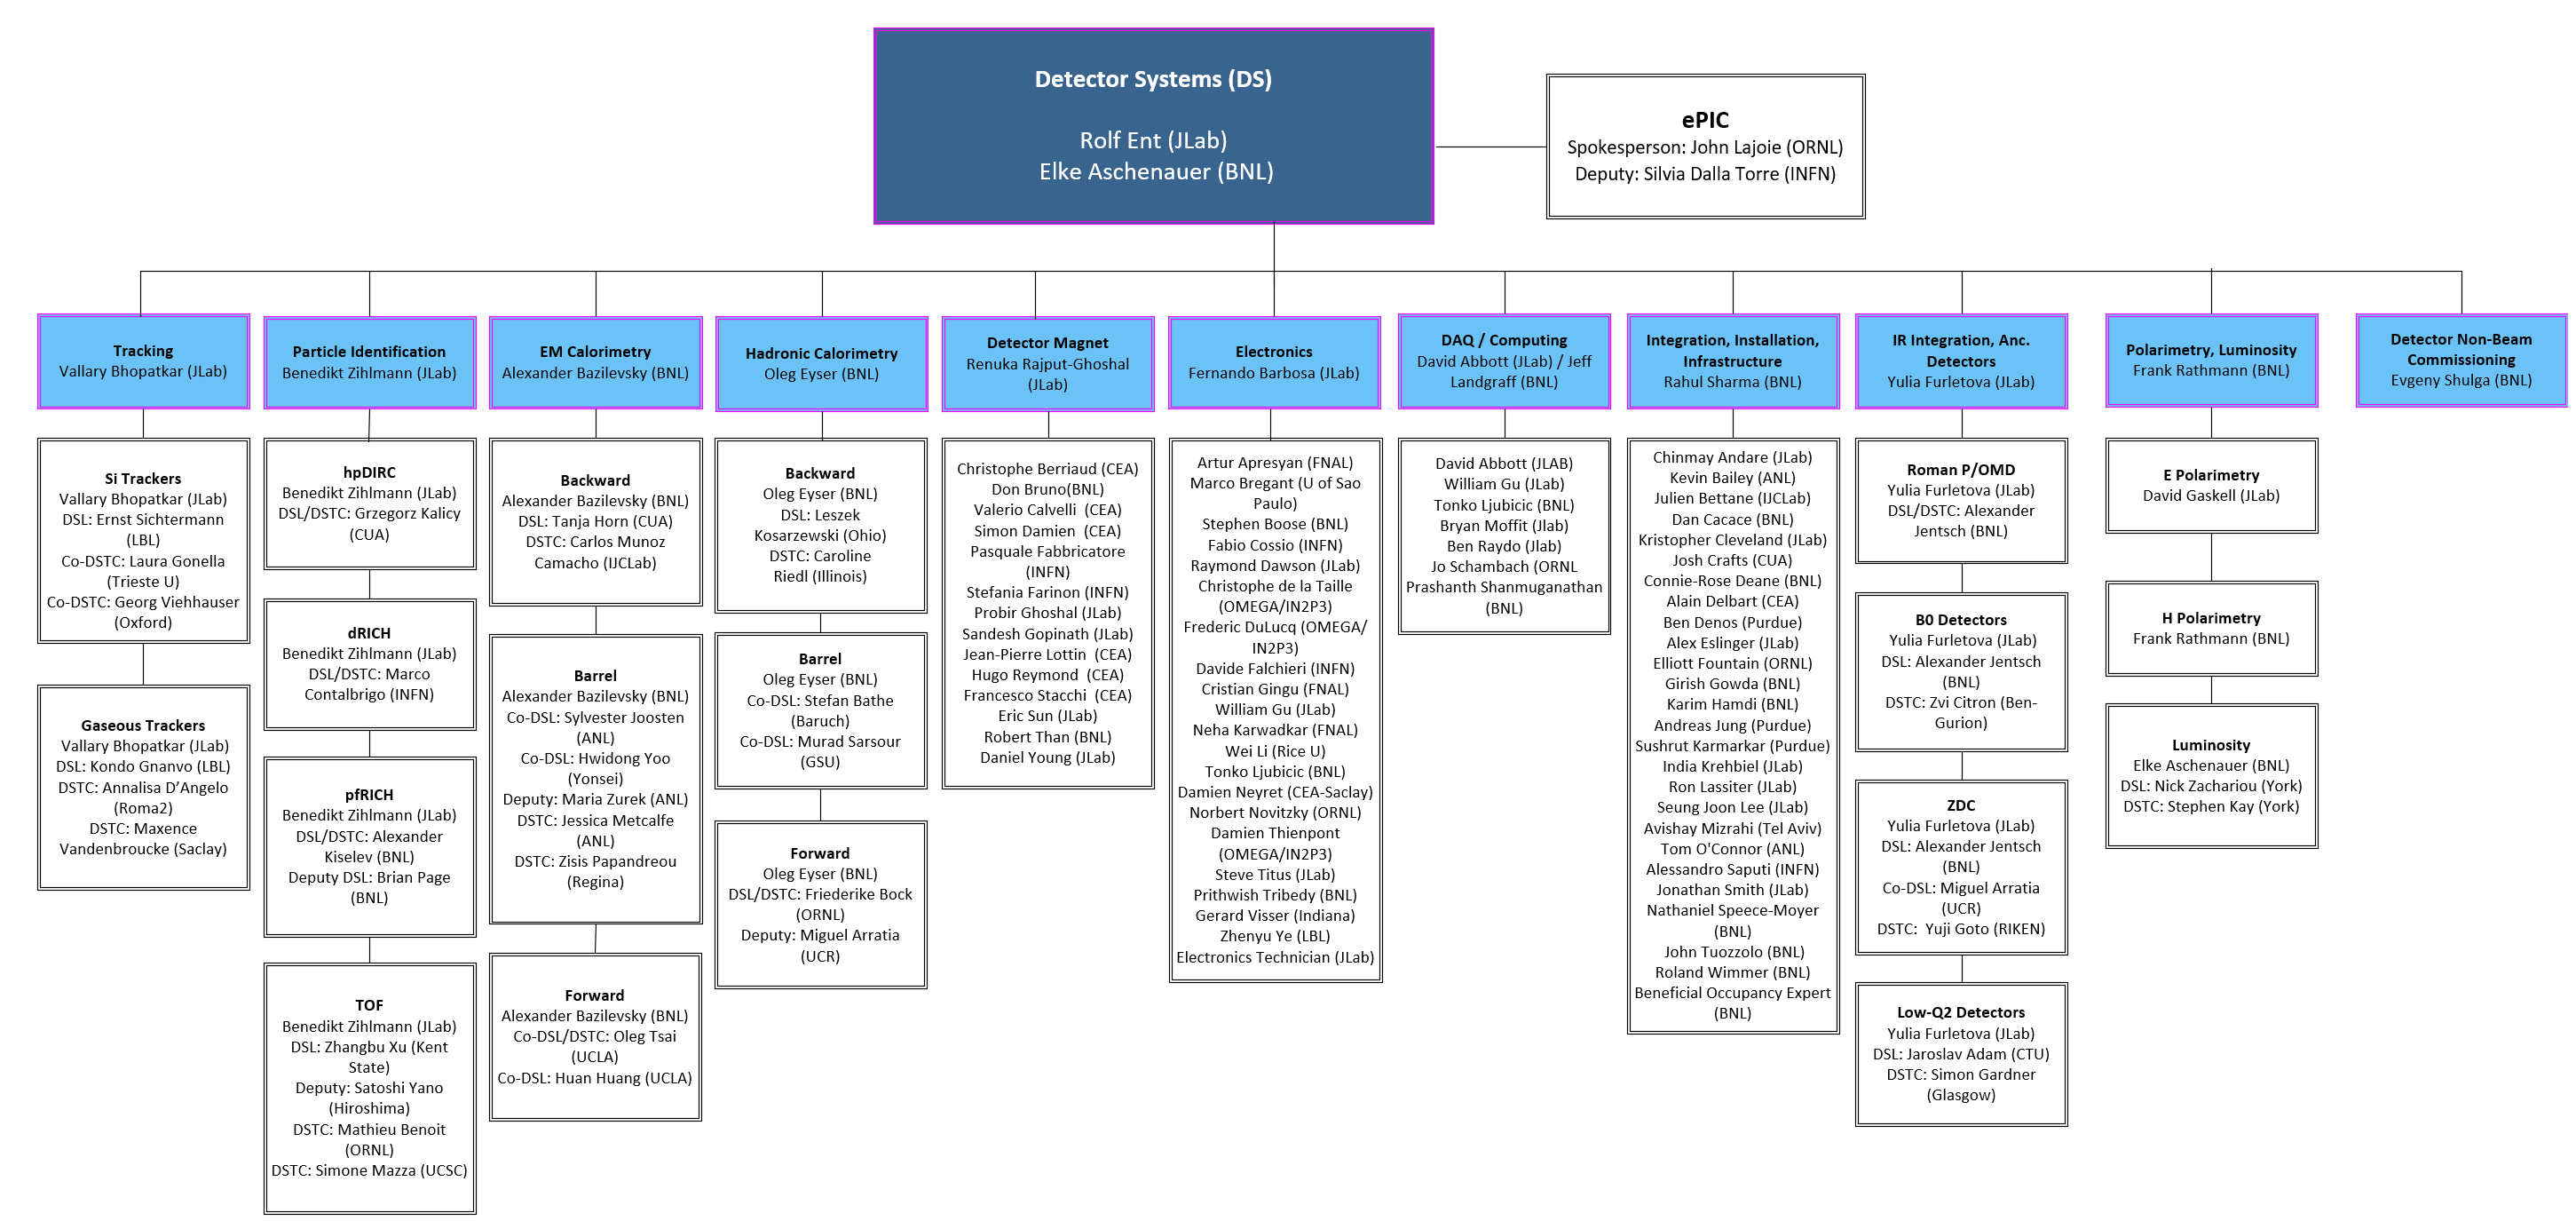 Detector Systems (DS)
Rolf Ent (JLab)
Elke Aschenauer (BNL)
ePIC
Spokesperson: John Lajoie (ORNL)
Deputy: Silvia Dalla Torre (INFN)
Tracking
Vallary Bhopatkar (JLab)
Si Trackers
Vallary Bhopatkar (JLab)
DSL: Ernst Sichtermann
(LBL)
Co-DSTC: Laura Gonella
(Trieste U)
Co-DSTC: Georg Viehhauser
(Oxford)
Gaseous Trackers
Vallary Bhopatkar (JLab)
DSL: Kondo Gnanvo (LBL)
DSTC: Annalisa D’Angelo
(Roma2)
DSTC: Maxence
Vandenbroucke (Saclay)
Particle Identification
Benedikt Zihlmann (JLab)
hpDIRC
Benedikt Zihlmann (JLab)
DSL/DSTC: Grzegorz Kalicy
(CUA)
dRICH
Benedikt Zihlmann (JLab)
DSL/DSTC: Marco
Contalbrigo (INFN)
pfRICH
Benedikt Zihlmann (JLab)
DSL/DSTC: Alexander
Kiselev (BNL)
Deputy DSL: Brian Page
(BNL)
TOF
Benedikt Zihlmann (JLab)
DSL: Zhangbu Xu (Kent
State)
Deputy: Satoshi Yano
(Hiroshima)
DSTC: Mathieu Benoit
(ORNL)
DSTC: Simone Mazza (UCSC)
EM Calorimetry
Alexander Bazilevsky (BNL)
Backward
Alexander Bazilevsky (BNL)
DSL: Tanja Horn (CUA)
DSTC: Carlos Munoz
Camacho (IJCLab)
Barrel
Alexander Bazilevsky (BNL)
Co-DSL: Sylvester Joosten
(ANL)
Co-DSL: Hwidong Yoo
(Yonsei)
Deputy: Maria Zurek (ANL)
DSTC: Jessica Metcalfe
(ANL)
DSTC: Zisis Papandreou
(Regina)
Forward
Alexander Bazilevsky (BNL)
Co-DSL/DSTC: Oleg Tsai
(UCLA)
Co-DSL: Huan Huang (UCLA)
Hadronic Calorimetry
Oleg Eyser (BNL)
Backward
Oleg Eyser (BNL)
DSL: Leszek
Kosarzewski (Ohio)
DSTC: Caroline
Riedl (Illinois)
Barrel
Oleg Eyser (BNL)
Co-DSL: Stefan Bathe
(Baruch)
Co-DSL: Murad Sarsour
(GSU)
Forward
Oleg Eyser (BNL)
DSL/DSTC: Friederike Bock
(ORNL)
Deputy: Miguel Arratia
(UCR)
Detector Magnet
Renuka Rajput-Ghoshal
(JLab)
Christophe Berriaud (CEA)
Don Bruno(BNL)
Valerio Calvelli  (CEA)
Simon Damien  (CEA)
Pasquale Fabbricatore
(INFN)
Stefania Farinon (INFN)
Probir Ghoshal (JLab)
Sandesh Gopinath (JLab)
Jean-Pierre Lottin  (CEA)
Hugo Reymond  (CEA)
Francesco Stacchi  (CEA)
Eric Sun (JLab)
Robert Than (BNL)
Daniel Young (JLab)
Electronics
Fernando Barbosa (JLab)
Artur Apresyan (FNAL)
Marco Bregant (U of Sao
Paulo)
Stephen Boose (BNL)
Fabio Cossio (INFN)
Raymond Dawson (JLab)
Christophe de la Taille
(OMEGA/IN2P3)
Frederic DuLucq (OMEGA/
IN2P3)
Davide Falchieri (INFN)
Cristian Gingu (FNAL)
William Gu (JLab)
Neha Karwadkar (FNAL)
Wei Li (Rice U)
Tonko Ljubicic (BNL)
Damien Neyret (CEA-Saclay)
Norbert Novitzky (ORNL)
Damien Thienpont
(OMEGA/IN2P3)
Steve Titus (JLab)
Prithwish Tribedy (BNL)
Gerard Visser (Indiana)
Zhenyu Ye (LBL)
Electronics Technician (JLab)
DAQ / Computing
David Abbott (JLab) / Jeff
Landgraff (BNL)
David Abbott (JLAB)
William Gu (JLab)
Tonko Ljubicic (BNL)
Bryan Moffit (Jlab)
Ben Raydo (Jlab)
Jo Schambach (ORNL
Prashanth Shanmuganathan
(BNL)
Integration, Installation,
Infrastructure
Rahul Sharma (BNL)
Chinmay Andare (JLab)
Kevin Bailey (ANL)
Julien Bettane (IJCLab)
Dan Cacace (BNL)
Kristopher Cleveland (JLab)
Josh Crafts (CUA)
Connie-Rose Deane (BNL)
Alain Delbart (CEA)
Ben Denos (Purdue)
Alex Eslinger (JLab)
Elliott Fountain (ORNL)
Girish Gowda (BNL)
Karim Hamdi (BNL)
Andreas Jung (Purdue)
Sushrut Karmarkar (Purdue)
India Krehbiel (JLab)
Ron Lassiter (JLab)
Seung Joon Lee (JLab)
Avishay Mizrahi (Tel Aviv)
Tom O'Connor (ANL)
Alessandro Saputi (INFN)
Jonathan Smith (JLab)
Nathaniel Speece-Moyer
(BNL)
John Tuozzolo (BNL)
Roland Wimmer (BNL)
Beneficial Occupancy Expert
(BNL)
IR Integration, Anc.
Detectors
Yulia Furletova (JLab)
Roman P/OMD
Yulia Furletova (JLab)
DSL/DSTC: Alexander
Jentsch (BNL)
B0 Detectors
Yulia Furletova (JLab)
DSL: Alexander Jentsch
(BNL)
DSTC: Zvi Citron (Ben-
Gurion)
ZDC
Yulia Furletova (JLab)
DSL: Alexander Jentsch
(BNL)
Co-DSL: Miguel Arratia
(UCR)
DSTC:  Yuji Goto (RIKEN)
Low-Q2 Detectors
Yulia Furletova (JLab)
DSL: Jaroslav Adam (CTU)
DSTC: Simon Gardner
(Glasgow)
Polarimetry, Luminosity
Frank Rathmann (BNL)
E Polarimetry
David Gaskell (JLab)
H Polarimetry
Frank Rathmann (BNL)
Luminosity
Elke Aschenauer (BNL)
DSL: Nick Zachariou (York)
DSTC: Stephen Kay (York)
Detector Non-Beam
Commissioning
Evgeny Shulga (BNL)